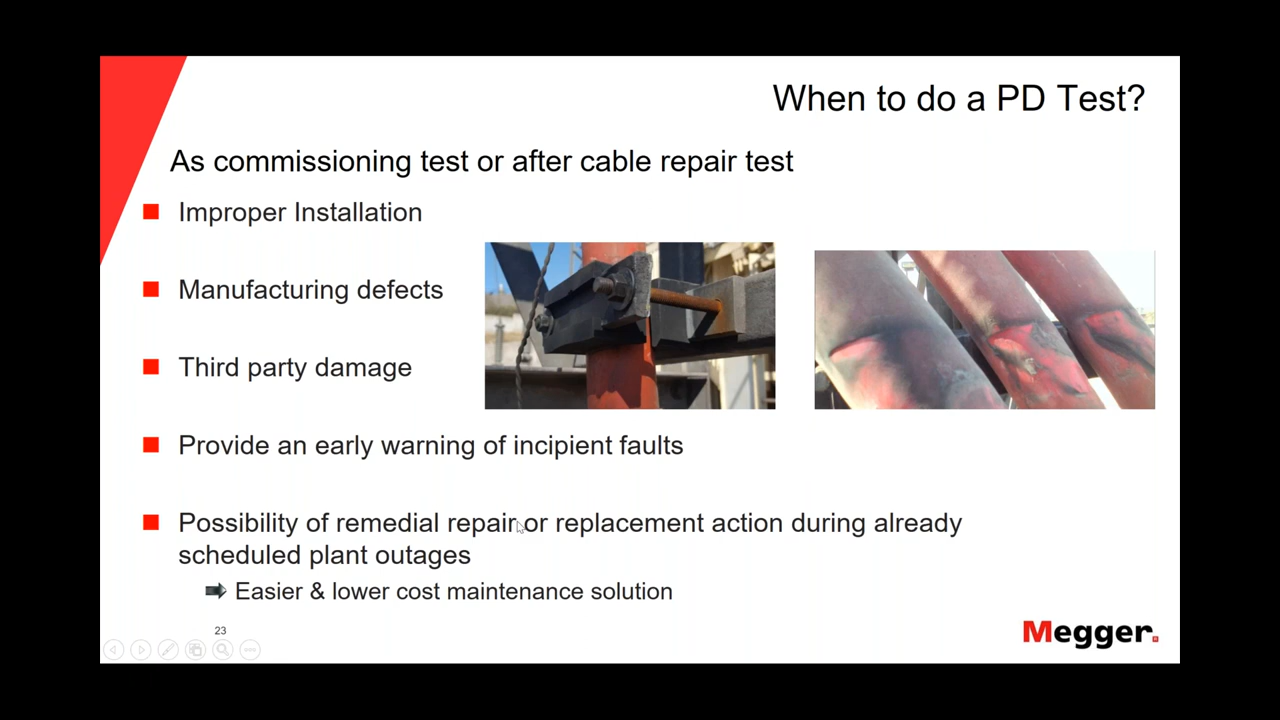 When to do a PD Test?
As commissioning test or after cable repair test
Improper Installation
Manufacturing defects
Third party damage
Provide an early warning of incipient faults
Possibility of remedial repair or replacement action during already
scheduled plant outages
Easier & lower cost maintenance solution
23
Megger.